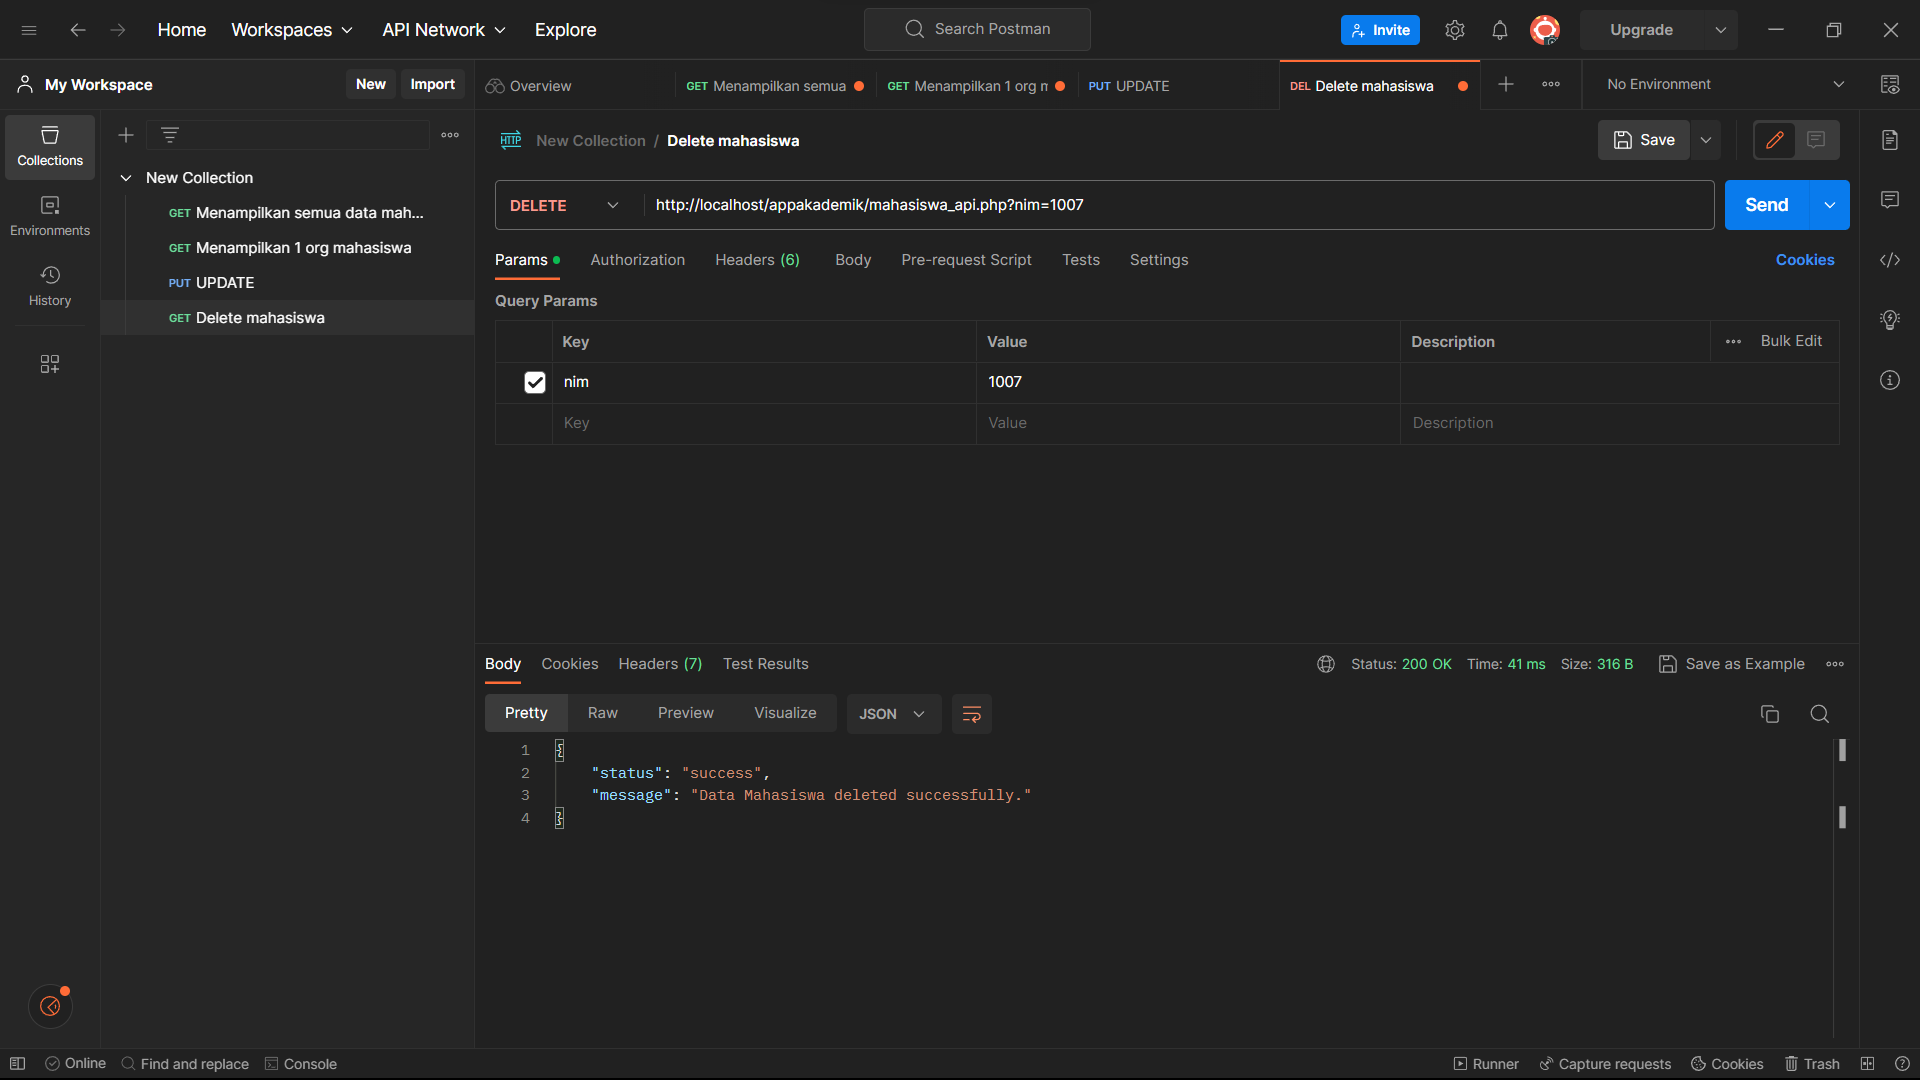 Home Workspaces API Network Explore Search Postman Invite Upgrade
My Workspace New Import Overview GET Menampilkan semua GET Menampilkan 1 org PUT UPDATE DEL Delete mahasiswa No Environment
Collections
Environments
History
New Collection
GET Menampilkan semua data mah...
GET Menampilkan 1 org mahasiswa
PUT UPDATE
GET Delete mahasiswa
HTTP New Collection / Delete mahasiswa Save
DELETE http://localhost/appakademik/mahasiswa_api.php?nim=1007 Send
Params Authorization Headers (6) Body Pre-request Script Tests Settings Cookies
Query Params
Key Value Description Bulk Edit
nim 1007
Key Value Description
Body Cookies Headers (7) Test Results Status: 200 OK Time: 41 ms Size: 316 B Save as Example
Pretty Raw Preview Visualize JSON
1 {
2 "status": "success",
3 "message": "Data Mahasiswa deleted successfully."
4 }
Online Find and replace Console Runner Capture requests Cookies Trash